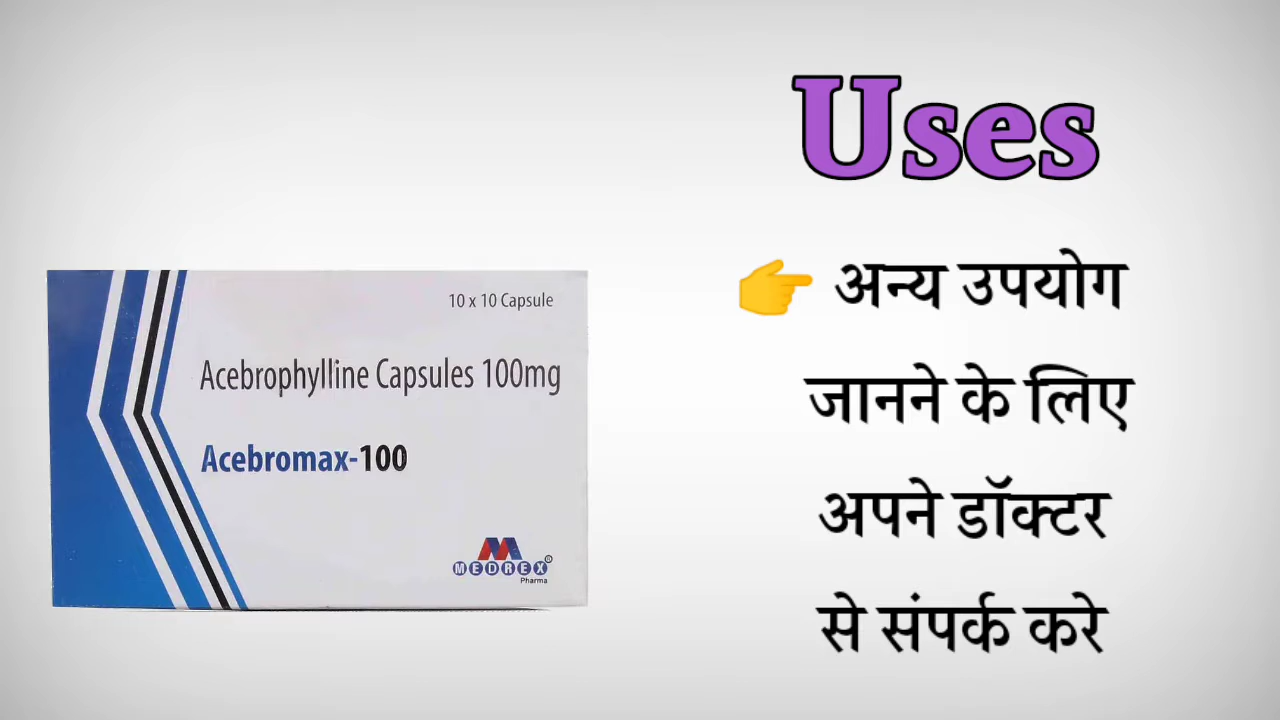 Uses
10 x 10 Capsule
Acebrophylline Capsules 100mg
Acebromax-100
MEDREX®
Pharma
👉 अन्य उपयोग
जानने के लिए
अपने डॉक्टर
से संपर्क करे